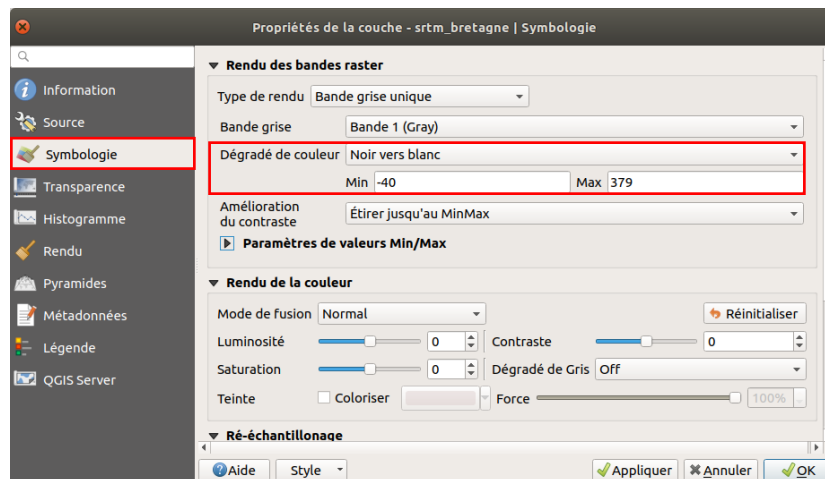 Propriétés de la couche - srtm_bretagne | Symbologie
Information
Source
Symbologie
Transparence
Histogramme
Rendu
Pyramides
Métadonnées
Légende
QGIS Server
Rendu des bandes raster
Type de rendu Bande grise unique
Bande grise Bande 1 (Gray)
Dégradé de couleur Noir vers blanc
Min -40 Max 379
Amélioration
du contraste Étirer jusqu'au MinMax
Paramètres de valeurs Min/Max
Rendu de la couleur
Mode de fusion Normal Réinitialiser
Luminosité 0 Contraste 0
Saturation 0 Dégradé de Gris Off
Teinte Coloriser Force 100%
Ré-échantillonage
Aide Style Appliquer Annuler OK